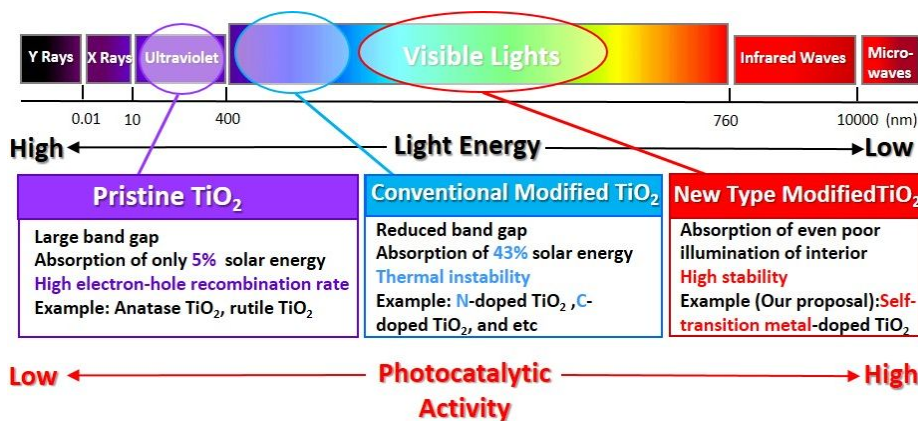 Y Rays
X Rays
Ultraviolet
Visible Lights
Infrared Waves
Micro-
waves
0.01
10
400
760
10000 (nm)
High
Light Energy
Low
Pristine TiO₂
Large band gap
Absorption of only 5% solar energy
High electron-hole recombination rate
Example: Anatase TiO₂, rutile TiO₂
Conventional Modified TiO₂
Reduced band gap
Absorption of 43% solar energy
Thermal instability
Example: N-doped TiO₂ ,C-
doped TiO₂, and etc
New Type ModifiedTiO₂
Absorption of even poor
illumination of interior
High stability
Example (Our proposal):Self-
transition metal-doped TiO₂
Low
Photocatalytic
Activity
High